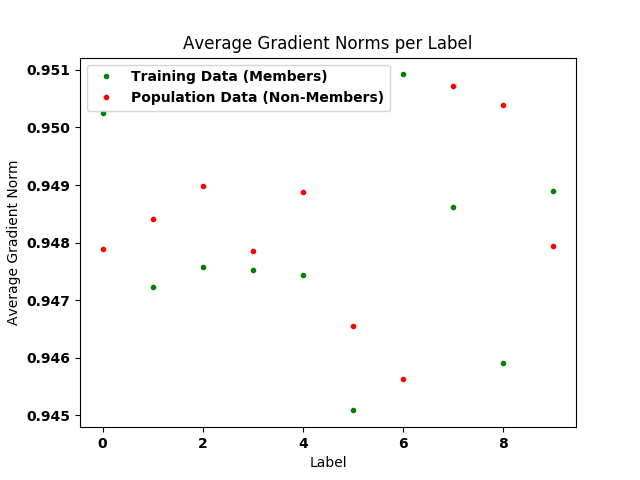 Average Gradient Norms per Label
Training Data (Members)
Population Data (Non-Members)
0.951
0.950
0.949
0.948
0.947
0.946
0.945
Average Gradient Norm
0 2 4 6 8
Label